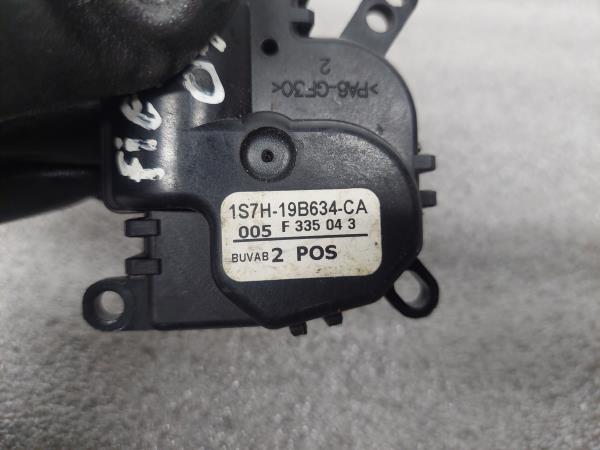 >PA6-GF30<
2
1S7H-19B634-CA
005 F 335 04 3
BUVAB 2 POS